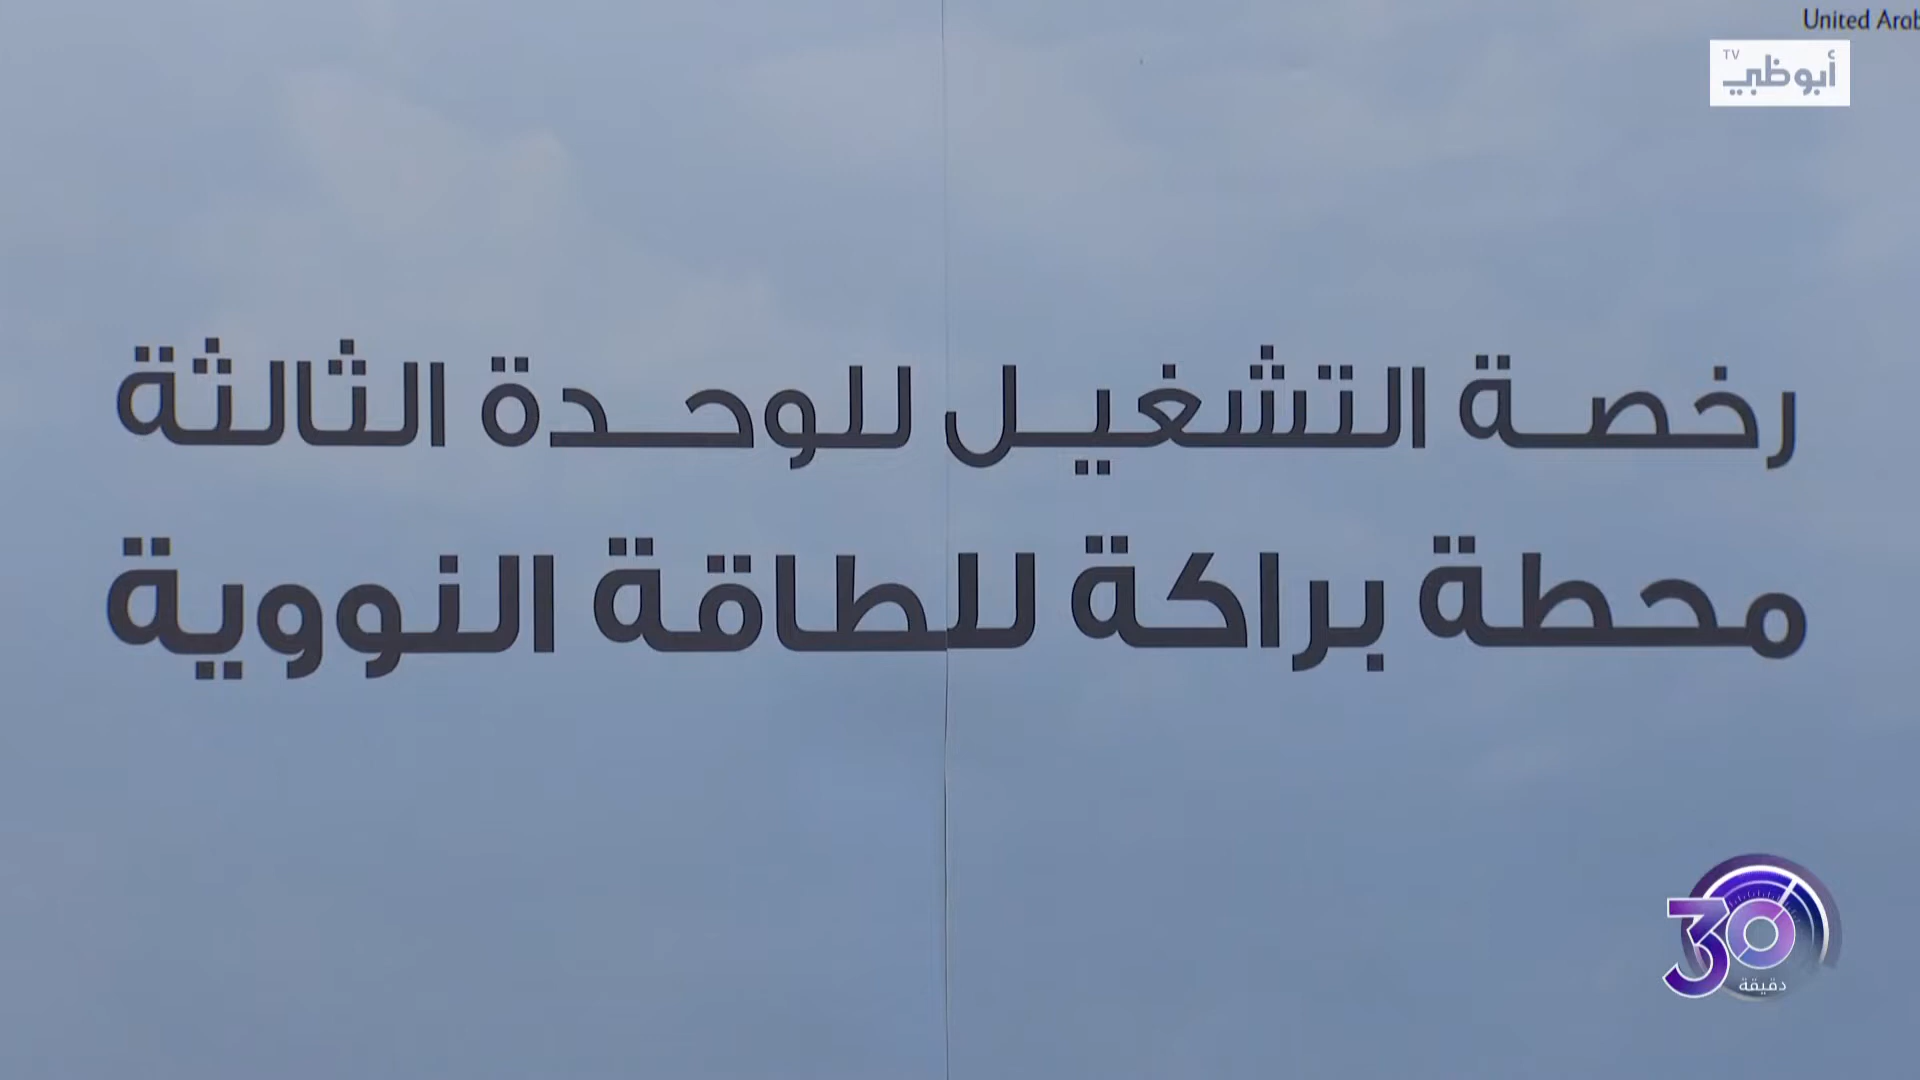 United Arab
TV
أبوظبي
رخصة التشغيل للوحدة الثالثة
محطة براكة للطاقة النووية
30
دقيقة